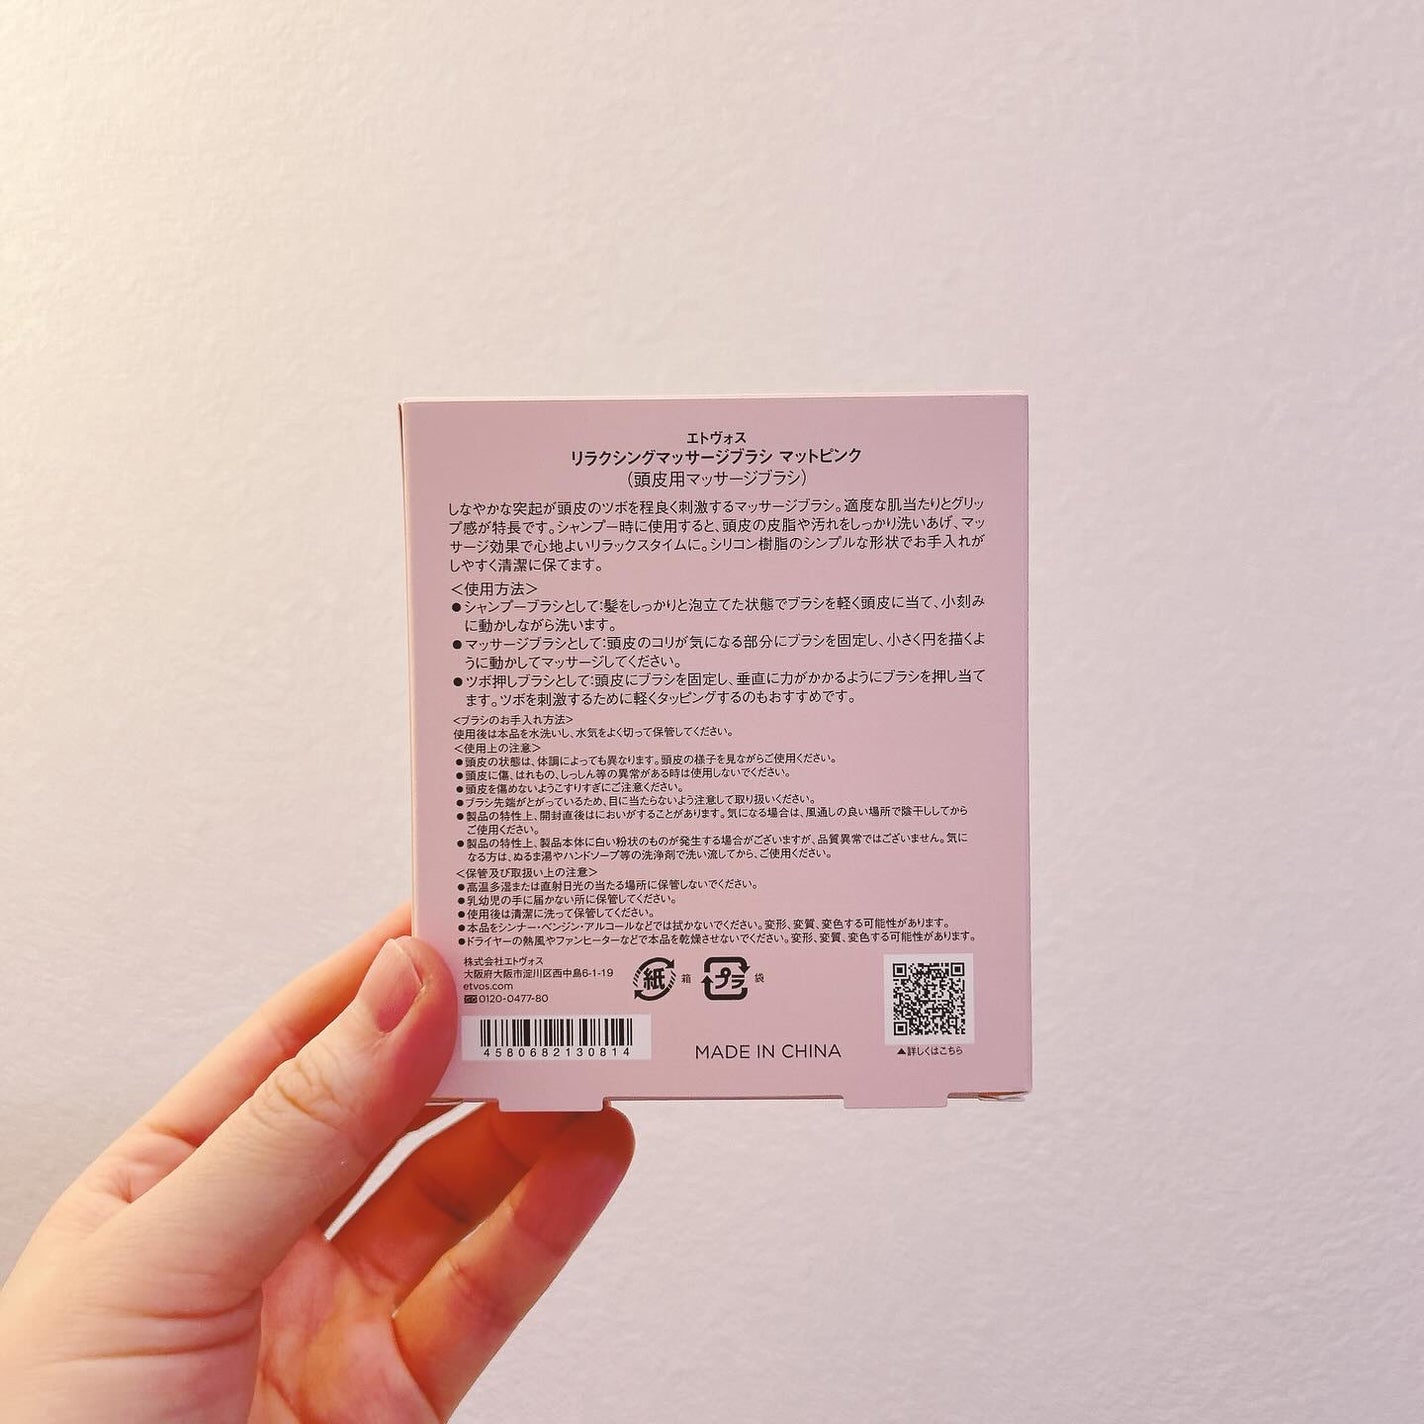 エトヴォス
リラクシングマッサージブラシ マットピンク
（頭皮用マッサージブラシ）
しなやかな突起が頭皮のツボを程良く刺激するマッサージブラシ。適度な肌当たりとグリッ
プ感が特長です。シャンプー時に使用すると、頭皮の皮脂や汚れをしっかり洗いあげ、マッ
サージ効果で心地よいリラックスタイムに。シリコン樹脂のシンプルな形状でお手入れが
しやすく清潔に保てます。
＜使用方法＞
●シャンプーブラシとして：髪をしっかりと泡立てた状態でブラシを軽く頭皮に当て、小刻み
に動かしながら洗います。
●マッサージブラシとして：頭皮のコリが気になる部分にブラシを固定し、小さく円を描くよ
うに動かしてマッサージしてください。
●ツボ押しブラシとして：頭皮にブラシを固定し、垂直に力がかかるようにブラシを押し当て
ます。ツボを刺激するために軽くタッピングするのもおすすめです。
＜ブラシのお手入れ方法＞
使用後は本品を水洗いし、水気をよく切って保管してください。
＜使用上の注意＞
●頭皮の状態は、体調によっても異なります。頭皮の様子を見ながらご使用ください。
●頭皮に傷、はれもの、しっしん等の異常がある時は使用しないでください。
●頭皮を傷めないようこすりすぎにご注意ください。
●ブラシ先端がとがっているため、目に当たらないよう注意して取り扱いください。
●製品の特性上、開封直後はにおいがすることがあります。気になる場合は、風通しの良い場所で陰干ししてから
ご使用ください。
●製品の特性上、製品本体に白い粉状のものが発生する場合がございますが、品質異常ではございません。気に
なる方は、ぬるま湯やハンドソープ等の洗浄剤で洗い流してから、ご使用ください。
＜保管及び取扱い上の注意＞
●高温多湿または直射日光の当たる場所に保管しないでください。
●乳幼児の手に届かない所に保管してください。
●使用後は清潔に洗って保管してください。
●本品をシンナー・ベンジン・アルコールなどでは拭かないでください。変形、変質、変色する可能性があります。
●ドライヤーの熱風やファンヒーターなどで本品を乾燥させないでください。変形、変質、変色する可能性があります。
株式会社エトヴォス
大阪府大阪市淀川区西中島6-1-19
etvos.com
0120-0477-80
紙 箱 プラ 袋
4580682130814
MADE IN CHINA
▲詳しくはこちら